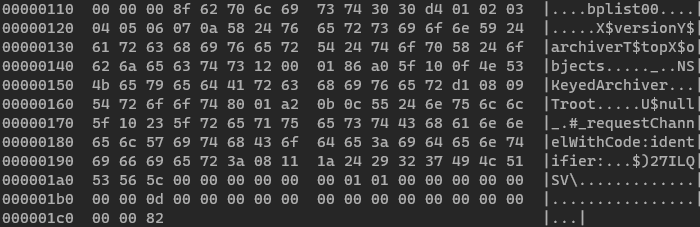 00000110  00 00 00 8f 62 70 6c 69  73 74 30 30 d4 01 02 03  |....bplist00....|
00000120  04 05 06 07 0a 58 24 76  65 72 73 69 6f 6e 59 24  |.....X$versionY$|
00000130  61 72 63 68 69 76 65 72  54 24 74 6f 70 58 24 6f  |archiverT$topX$o|
00000140  62 6a 65 63 74 73 12 00  01 86 a0 5f 10 0f 4e 53  |bjects....._..NS|
00000150  4b 65 79 65 64 41 72 63  68 69 76 65 72 d1 08 09  |KeyedArchiver...|
00000160  54 72 6f 6f 74 80 01 a2  0b 0c 55 24 6e 75 6c 6c  |Troot.....U$null|
00000170  5f 10 23 5f 72 65 71 75  65 73 74 43 68 61 6e 6e  |_.#_requestChann|
00000180  65 6c 57 69 74 68 43 6f  64 65 3a 69 64 65 6e 74  |elWithCode:ident|
00000190  69 66 69 65 72 3a 08 11  1a 24 29 32 37 49 4c 51  |ifier:...$)27ILQ|
000001a0  53 56 5c 00 00 00 00 00  00 01 01 00 00 00 00 00  |SV\.............|
000001b0  00 00 0d 00 00 00 00 00  00 00 00 00 00 00 00 00  |................|
000001c0  00 00 82  |...|